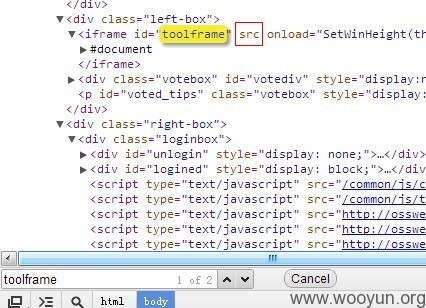 </div>
▼<div class="left-box">
▼<iframe id="toolframe" src onload="SetWinHeight(th
▶#document
</iframe>
▶<div class="votebox" id="votediv" style="display:n
<p id="voted_tips" class="voted" style="display:none
</div>
▼<div class="right-box">
▼<div class="loginbox">
▶<div id="unlogin" style="display: none;">…</div>
▶<div id="logined" style="display: block;">…</div>
<script type="text/javascript" src="/common/js/c
<script type="text/javascript" src="/common/js/t
<script type="text/javascript" src="http://osswe
<script type="text/javascript" src="http://osswe
<script type="text/javascript" src="http://ossw
toolframe 1 of 2 Cancel
html body
www.wooyun.org